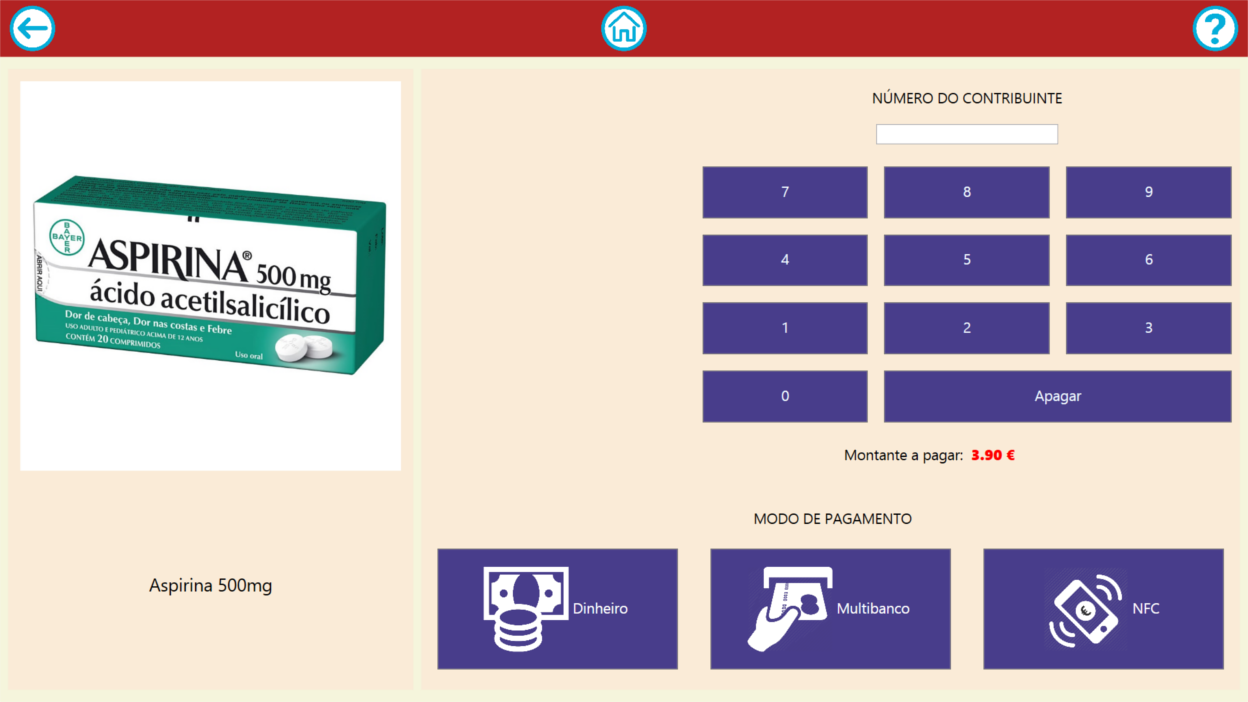 NÚMERO DO CONTRIBUINTE
7 8 9
4 5 6
1 2 3
0 Apagar
Montante a pagar: 3.90 €
MODO DE PAGAMENTO
Dinheiro
Multibanco
NFC
BAYER
BAYER
ASPIRINA® 500 mg
ácido acetilsalicílico
Dor de cabeça, Dor nas costas e Febre
USO ADULTO E PEDIÁTRICO ACIMA DE 12 ANOS
CONTÉM 20 COMPRIMIDOS
Uso oral
ABRIR AQUI
Aspirina 500mg